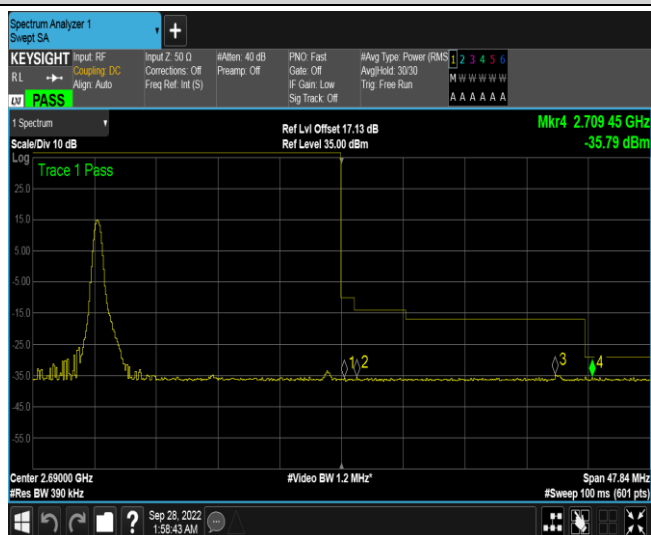 Spectrum Analyzer 1
Swept SA
+
KEYSIGHT
RL
LXI PASS
Input: RF
Coupling: DC
Align: Auto
Input Z: 50 Ω
Corrections: Off
Freq Ref: Int (S)
#Atten: 40 dB
Preamp: Off
PNO: Fast
Gate: Off
IF Gain: Low
Sig Track: Off
#Avg Type: Power (RMS
Avg|Hold: 30/30
Trig: Free Run
1 2 3 4 5 6
M W W W W W
A A A A A A
1 Spectrum
Scale/Div 10 dB
Ref Lvl Offset 17.13 dB
Ref Level 35.00 dBm
Mkr4 2.709 45 GHz
-35.79 dBm
Log
Trace 1 Pass
25.0
15.0
5.00
-5.00
-15.0
-25.0
-35.0
-45.0
-55.0
1
2
3
4
Center 2.69000 GHz
#Res BW 390 kHz
#Video BW 1.2 MHz*
Span 47.84 MHz
#Sweep 100 ms (601 pts)
?
Sep 28, 2022
1:58:43 AM